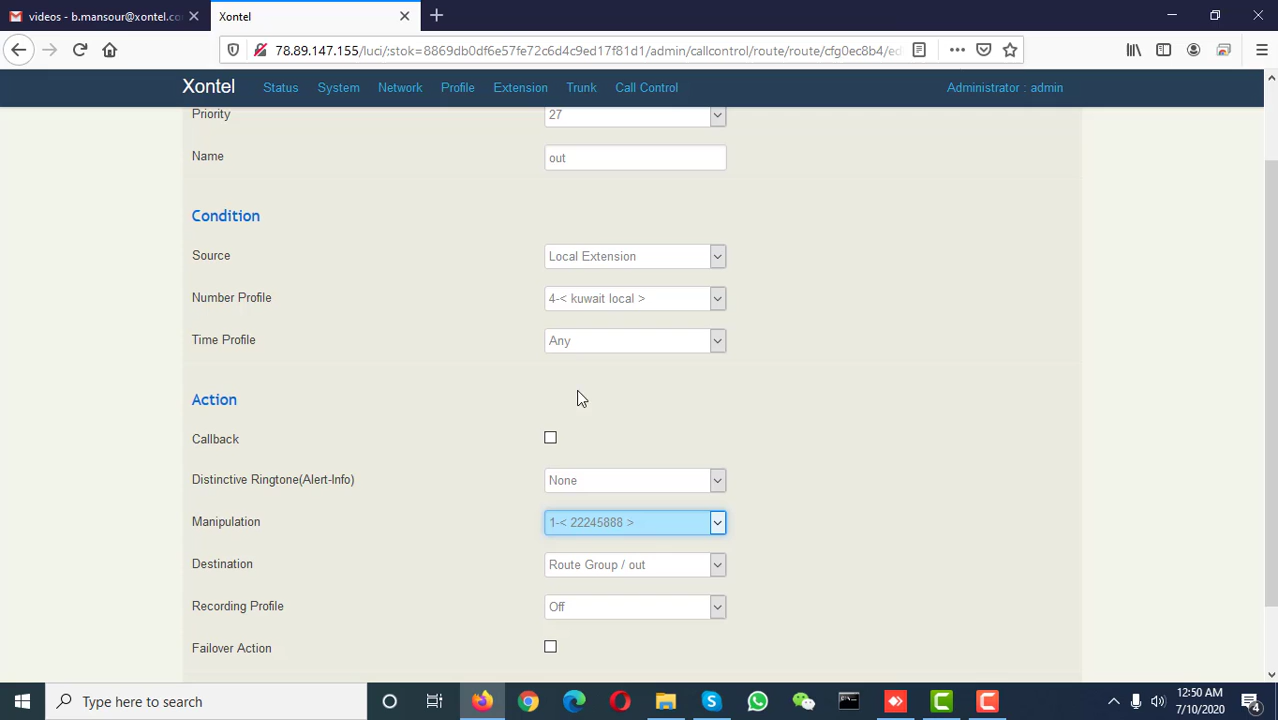 videos - b.mansour@xontel.co
Xontel
78.89.147.155/luci/;stok=8869db0df6e57fe72c6d4c9ed17f81d1/admin/callcontrol/route/route/cfg0ec8b4/ed
Xontel Status System Network Profile Extension Trunk Call Control Administrator : admin
Priority 27
Name out
Condition
Source Local Extension
Number Profile 4-< kuwait local >
Time Profile Any
Action
Callback
Distinctive Ringtone(Alert-Info) None
Manipulation 1-< 22245888 >
Destination Route Group / out
Recording Profile Off
Failover Action
Type here to search
12:50 AM
7/10/2020
4